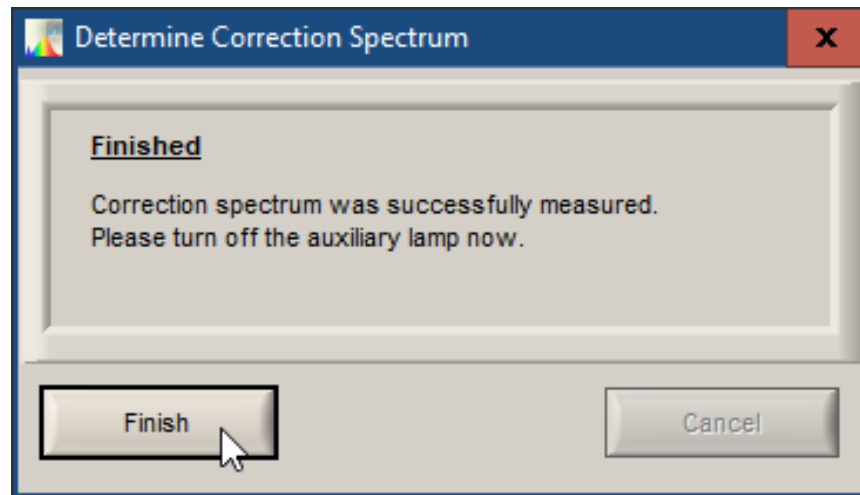 Determine Correction Spectrum
x
Finished
Correction spectrum was successfully measured.
Please turn off the auxiliary lamp now.
Finish
Cancel